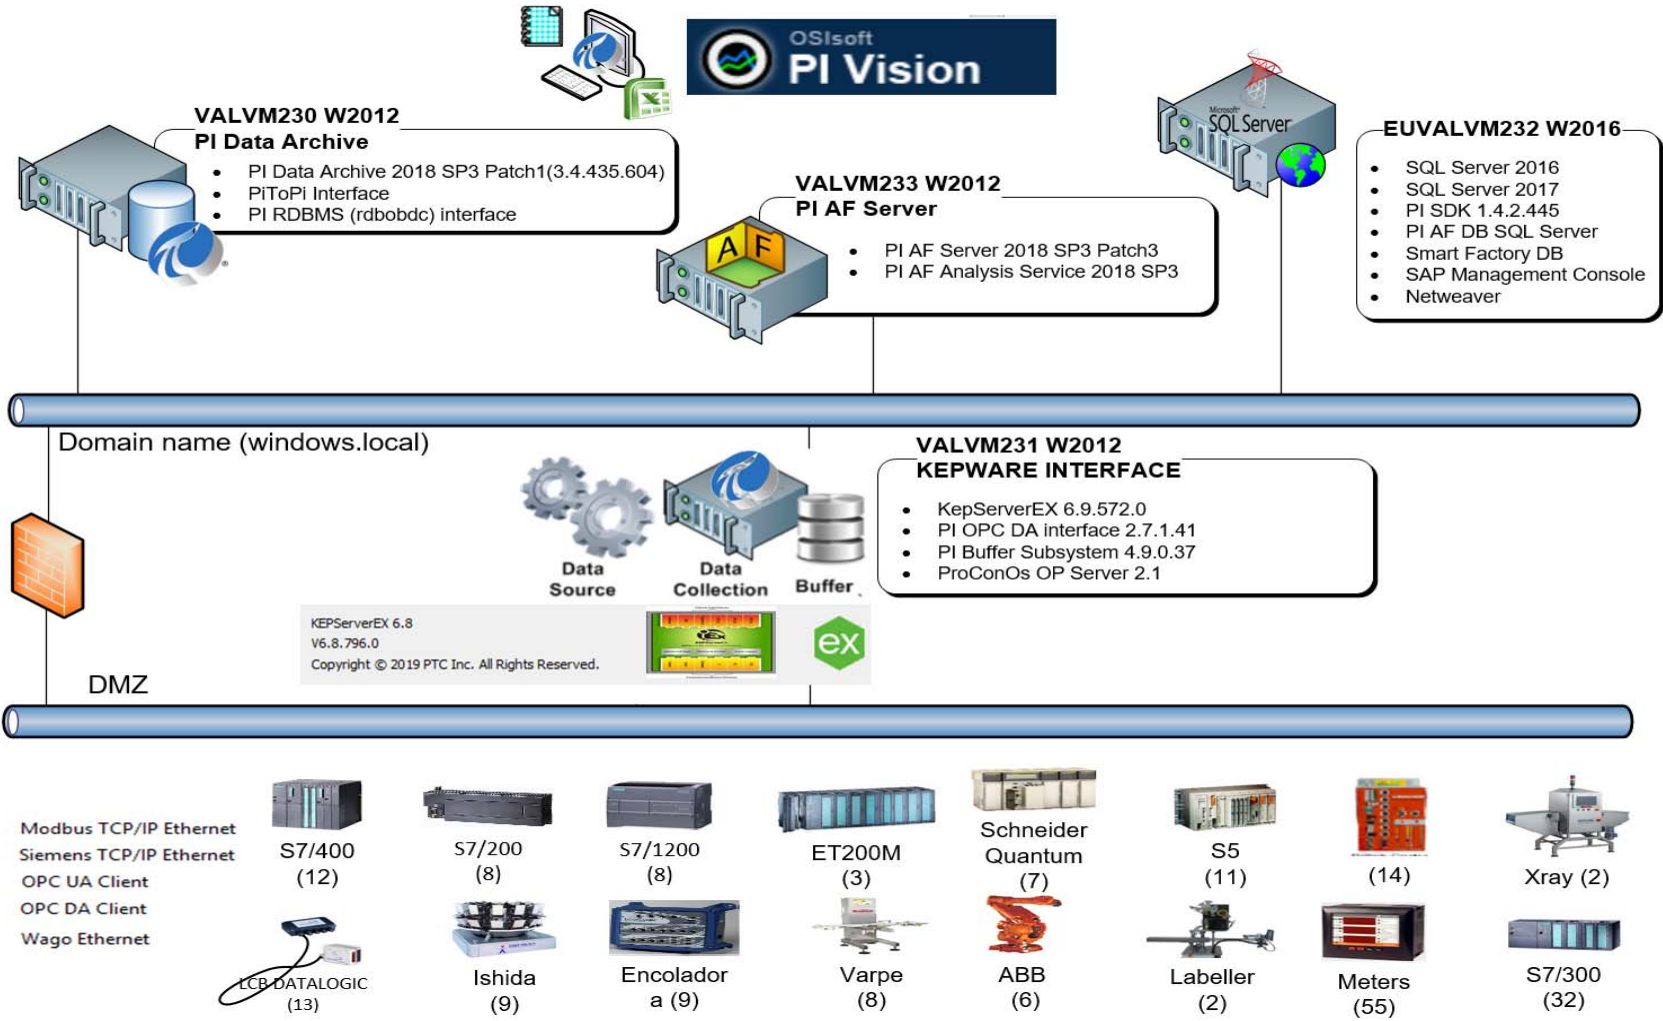 OSIsoft
PI Vision
VALVM230 W2012
PI Data Archive
• PI Data Archive 2018 SP3 Patch1(3.4.435.604)
• PiToPi Interface
• PI RDBMS (rdbobdc) interface
VALVM233 W2012
PI AF Server
• PI AF Server 2018 SP3 Patch3
• PI AF Analysis Service 2018 SP3
A F
Microsoft
SQL Server
EUVALVM232 W2016
• SQL Server 2016
• SQL Server 2017
• PI SDK 1.4.2.445
• PI AF DB SQL Server
• Smart Factory DB
• SAP Management Console
• Netweaver
Domain name (windows.local)
Data
Source
Data
Collection
Buffer
VALVM231 W2012
KEPWARE INTERFACE
• KepServerEX 6.9.572.0
• PI OPC DA interface 2.7.1.41
• PI Buffer Subsystem 4.9.0.37
• ProConOs OP Server 2.1
KEPServerEX 6.8
V6.8.796.0
Copyright © 2019 PTC Inc. All Rights Reserved.
ex
DMZ
Modbus TCP/IP Ethernet
Siemens TCP/IP Ethernet
OPC UA Client
OPC DA Client
Wago Ethernet
S7/400
(12)
S7/200
(8)
S7/1200
(8)
ET200M
(3)
Schneider
Quantum
(7)
S5
(11)
(14)
Xray (2)
LCB DATALOGIC
(13)
Ishida
(9)
Encolador
a (9)
Varpe
(8)
ABB
(6)
Labeller
(2)
Meters
(55)
S7/300
(32)